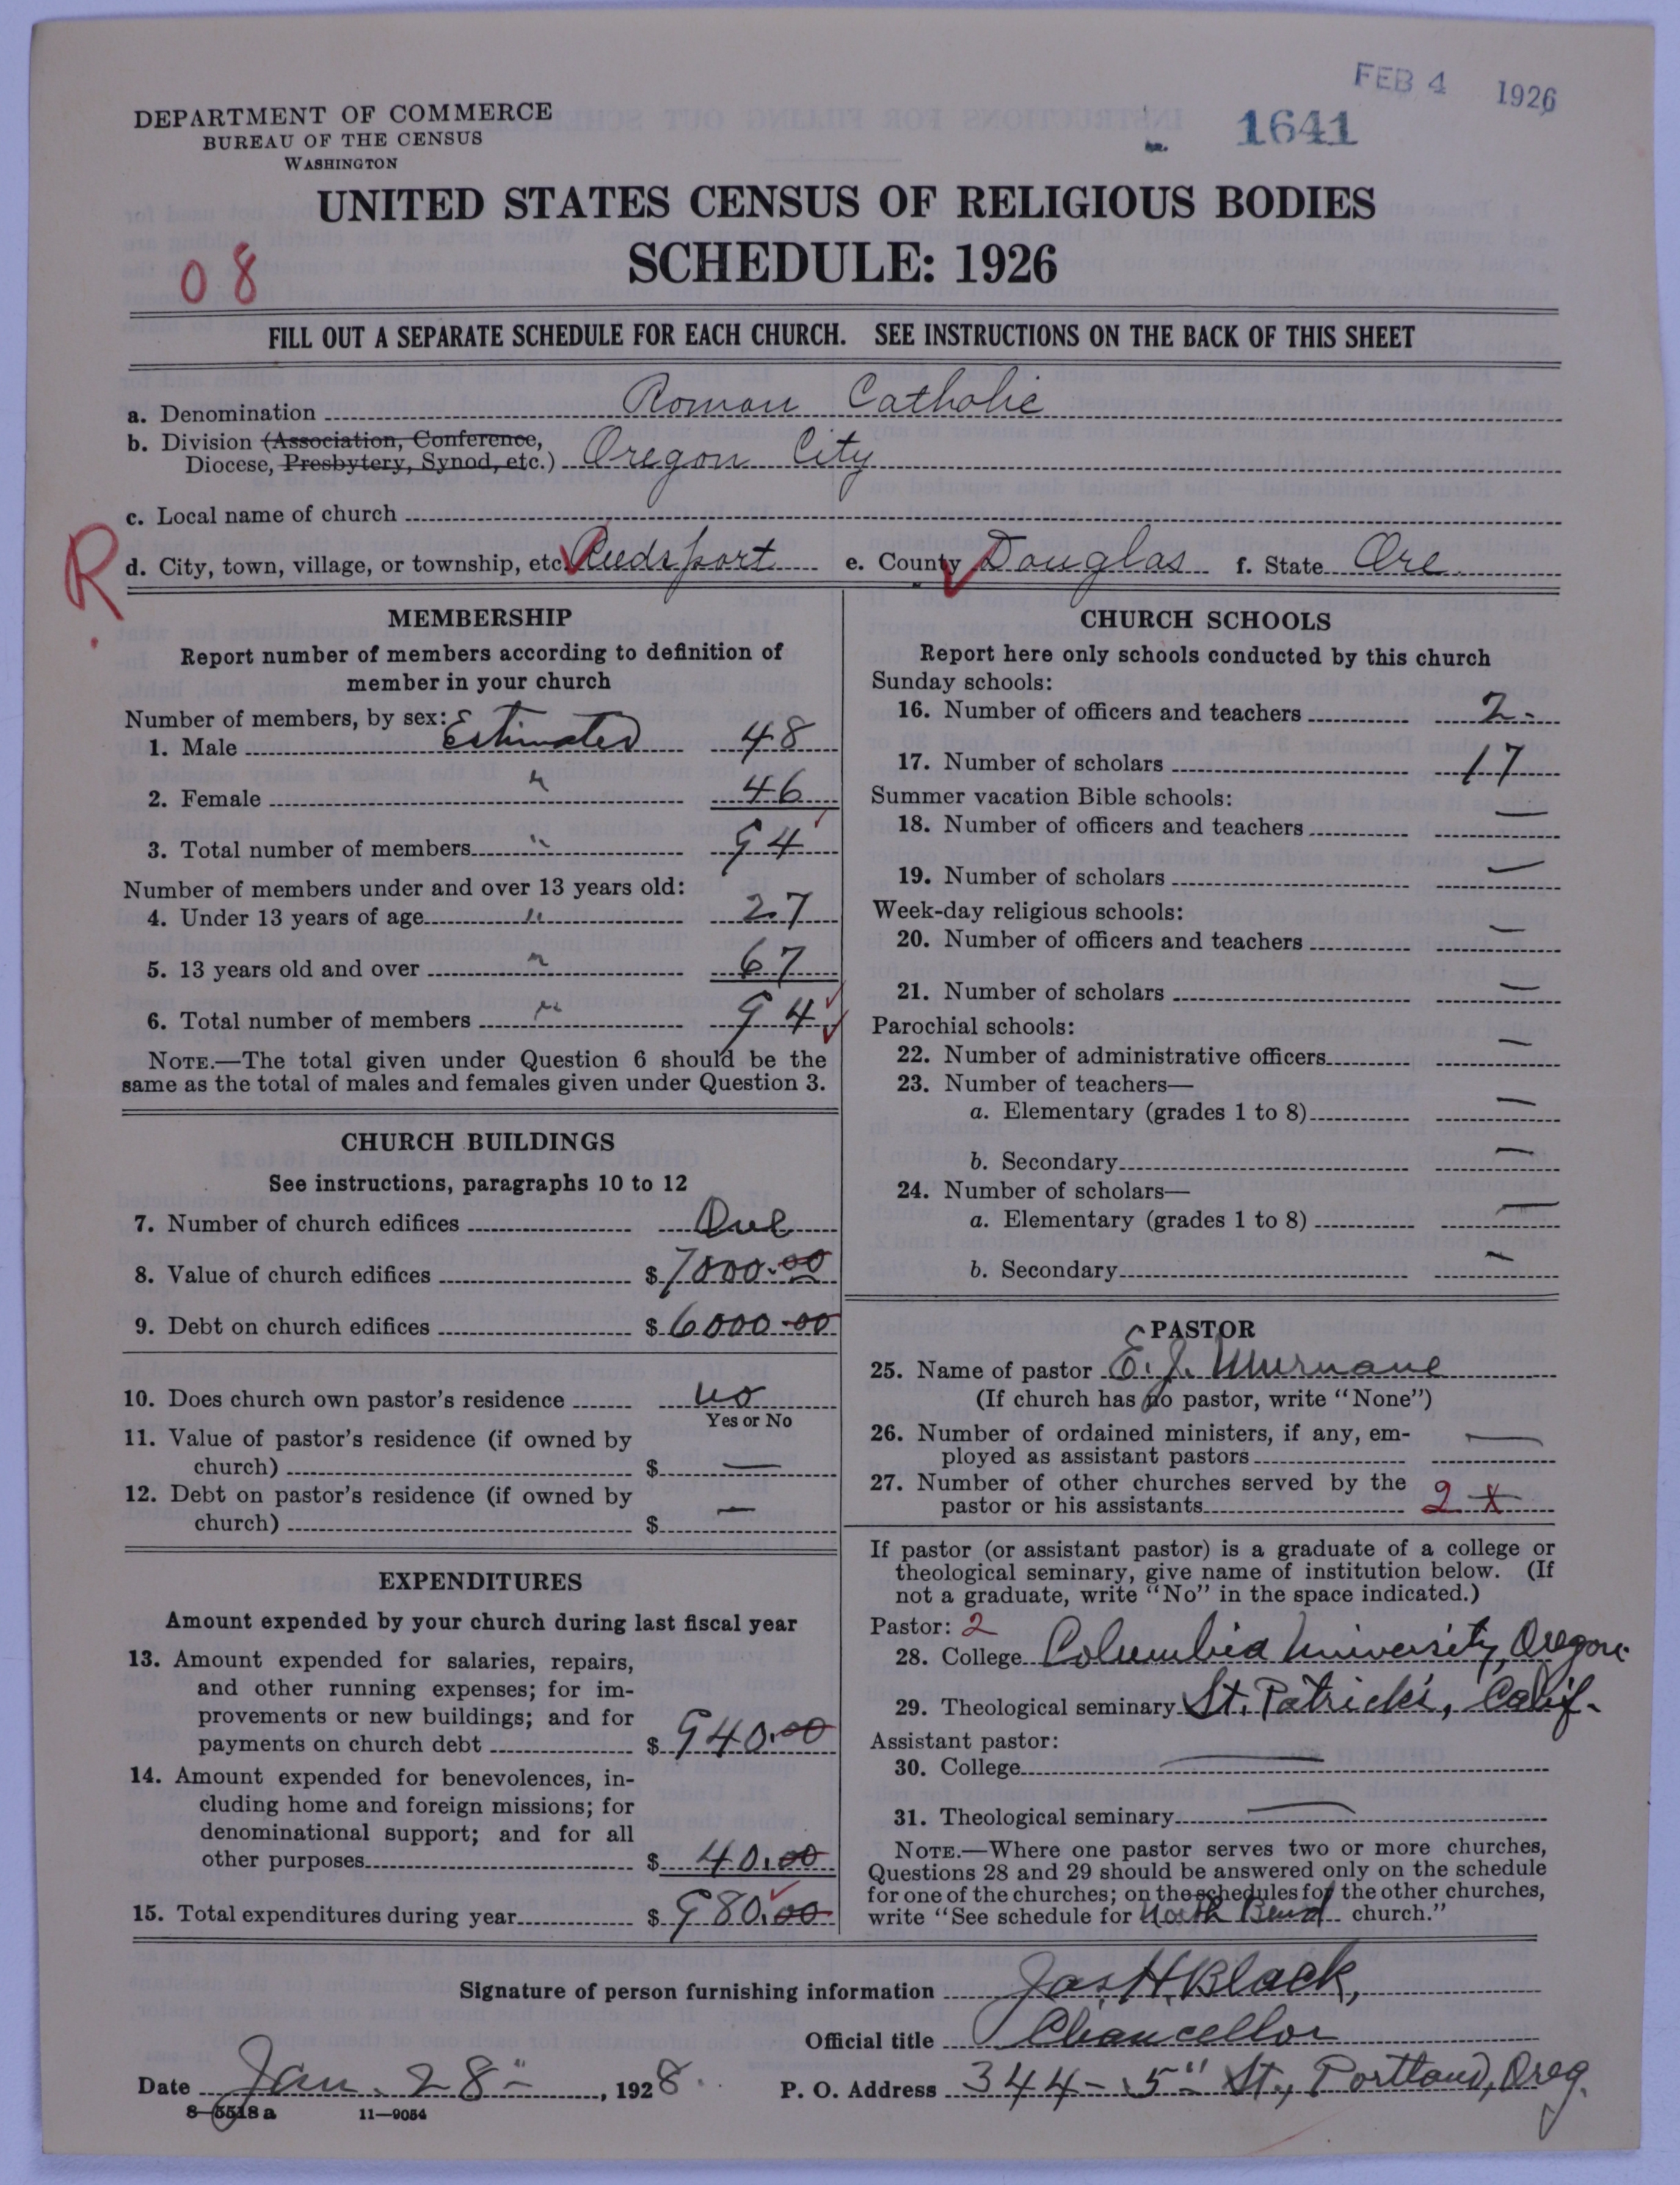 FEB 4 1926
1641
DEPARTMENT OF COMMERCE
BUREAU OF THE CENSUS
WASHINGTON
UNITED STATES CENSUS OF RELIGIOUS BODIES
SCHEDULE: 1926
08
FILL OUT A SEPARATE SCHEDULE FOR EACH CHURCH. SEE INSTRUCTIONS ON THE BACK OF THIS SHEET
a. Denomination Roman Catholic
b. Division (Association, Conference,
Diocese, Presbytery, Synod, etc.) Oregon City
c. Local name of church
R.
d. City, town, village, or township, etc. Reedsport e. County Douglas f. State Ore.
MEMBERSHIP
Report number of members according to definition of
member in your church
Number of members, by sex:
1. Male Estimated 48
2. Female " 46
3. Total number of members " 94
Number of members under and over 13 years old:
4. Under 13 years of age " 27
5. 13 years old and over " 67
6. Total number of members " 94
NOTE.—The total given under Question 6 should be the
same as the total of males and females given under Question 3.
CHURCH BUILDINGS
See instructions, paragraphs 10 to 12
7. Number of church edifices One
8. Value of church edifices $ 7000.00
9. Debt on church edifices $ 6000.00
10. Does church own pastor's residence no
Yes or No
11. Value of pastor's residence (if owned by
church) $ —
12. Debt on pastor's residence (if owned by
church) $ —
EXPENDITURES
Amount expended by your church during last fiscal year
13. Amount expended for salaries, repairs,
and other running expenses; for im-
provements or new buildings; and for
payments on church debt $ 940.00
14. Amount expended for benevolences, in-
cluding home and foreign missions; for
denominational support; and for all
other purposes $ 40.00
15. Total expenditures during year $ 980.00
CHURCH SCHOOLS
Report here only schools conducted by this church
Sunday schools:
16. Number of officers and teachers 2.
17. Number of scholars 17
Summer vacation Bible schools:
18. Number of officers and teachers —
19. Number of scholars —
Week-day religious schools:
20. Number of officers and teachers —
21. Number of scholars —
Parochial schools:
22. Number of administrative officers —
23. Number of teachers—
a. Elementary (grades 1 to 8) —
b. Secondary —
24. Number of scholars—
a. Elementary (grades 1 to 8) —
b. Secondary —
PASTOR
25. Name of pastor E. J. Murnane
(If church has no pastor, write "None")
26. Number of ordained ministers, if any, em-
ployed as assistant pastors —
27. Number of other churches served by the
pastor or his assistants 2
If pastor (or assistant pastor) is a graduate of a college or
theological seminary, give name of institution below. (If
not a graduate, write "No" in the space indicated.)
Pastor: 2
28. College Columbia University, Oregon.
29. Theological seminary St. Patrick's, Calif.
Assistant pastor:
30. College —
31. Theological seminary —
NOTE.—Where one pastor serves two or more churches,
Questions 28 and 29 should be answered only on the schedule
for one of the churches; on the schedules for the other churches,
write "See schedule for North Bend church."
Signature of person furnishing information Jas H. Black,
Official title Chancellor
Date Jan. 28", 1928. P. O. Address 344-5" St., Portland, Oreg.
8—5518 a 11—9054